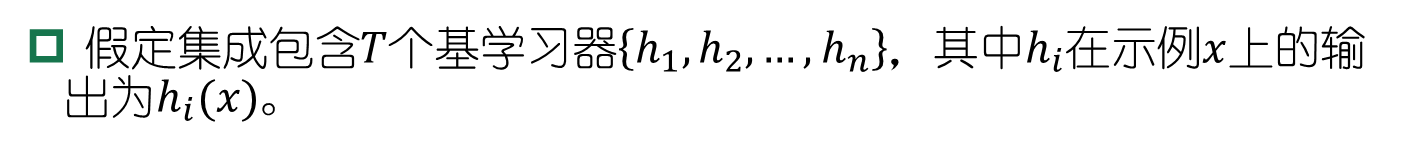 假定集成包含T个基学习器{h₁, h₂, … , hₙ}，其中hᵢ在示例x上的输
出为hᵢ(x)。